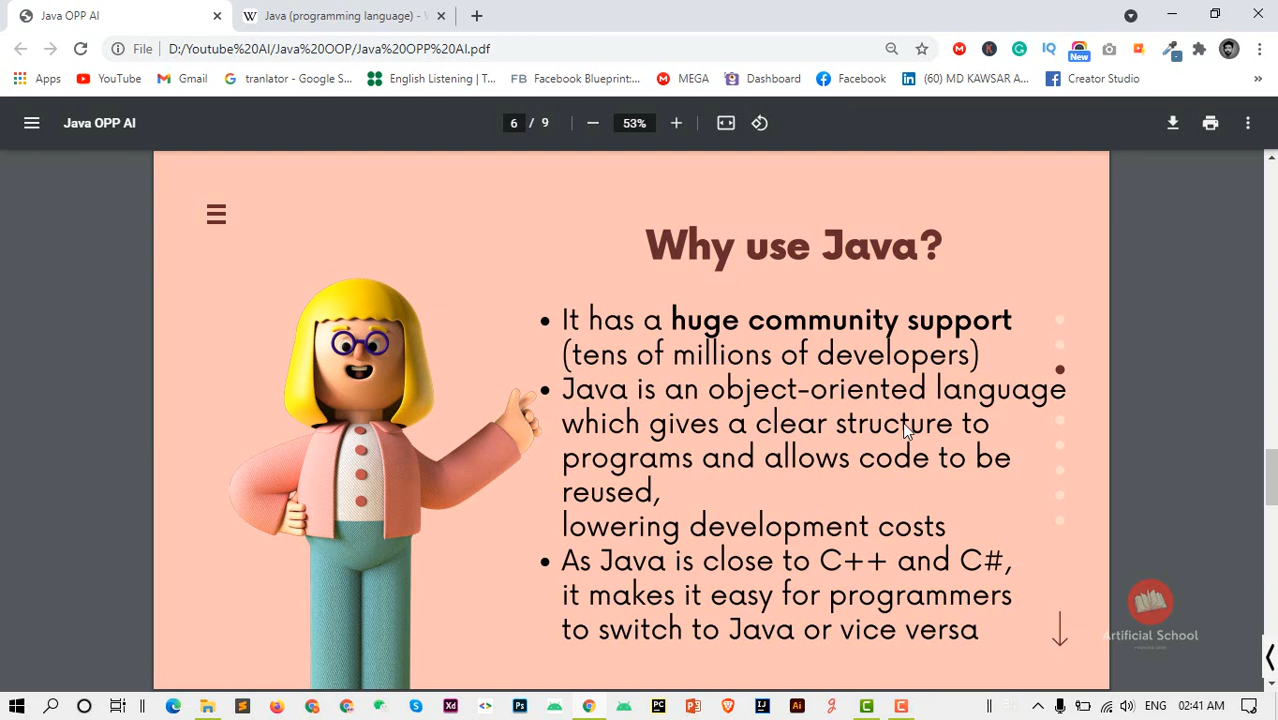 Java OPP AI
Java (programming language) - W
File
D:/Youtube%20AI/Java%20OOP/Java%20OPP%20AI.pdf
New
Apps
YouTube
Gmail
tranlator - Google S...
English Listening | T...
FB Facebook Blueprint:...
MEGA
Dashboard
Facebook
(60) MD KAWSAR A...
Creator Studio
Java OPP AI
6 / 9
53%
Why use Java?
• It has a huge community support
(tens of millions of developers)
• Java is an object-oriented language
which gives a clear structure to
programs and allows code to be
reused,
lowering development costs
• As Java is close to C++ and C#,
it makes it easy for programmers
to switch to Java or vice versa
Artificial School
ENG
02:41 AM